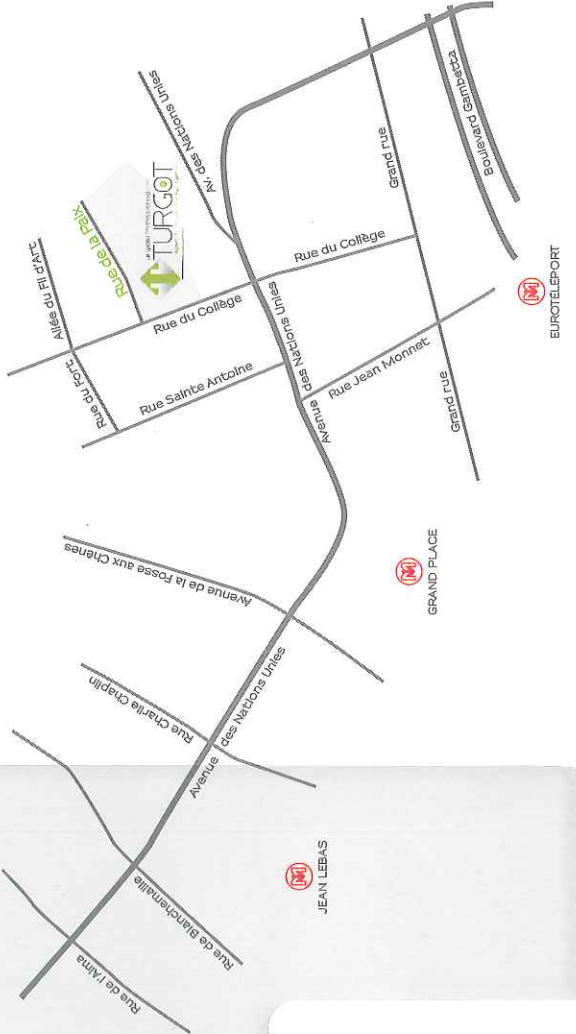 Rue de l'Alma
Rue de Blanchemaille
Avenue des Nations Unies
Rue Charlie Chaplin
Avenue de la Fosse aux Chênes
JEAN LEBAS
GRAND PLACE
Rue du Fort
Allée du Fil d'Art
Rue de la Paix
TURGOT
Av. des Nations Unies
Rue du Collège
Rue Sainte Antoine
Avenue des Nations Unies
Rue du Collège
Rue Jean Monnet
Grand rue
Grand rue
Boulevard Gambetta
EUROTÉLÉPORT